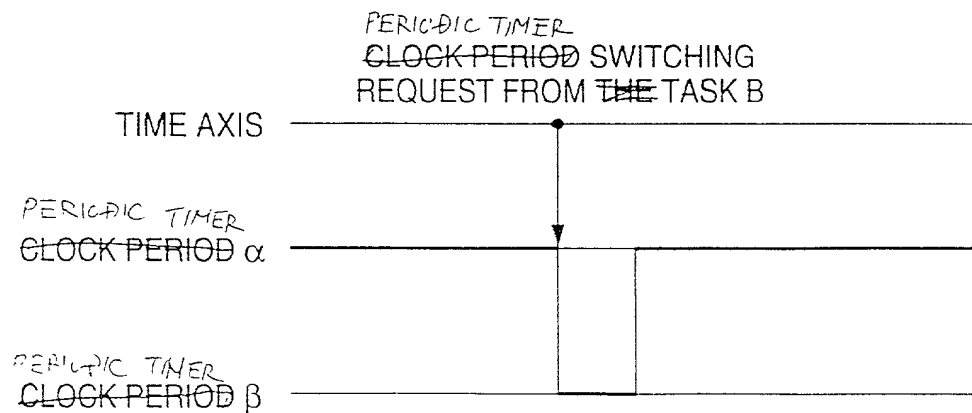 PERIODIC TIMER
CLOCK PERIOD SWITCHING
REQUEST FROM THE TASK B
TIME AXIS
PERIODIC TIMER
CLOCK PERIOD α
PERIODIC TIMER
CLOCK PERIOD β